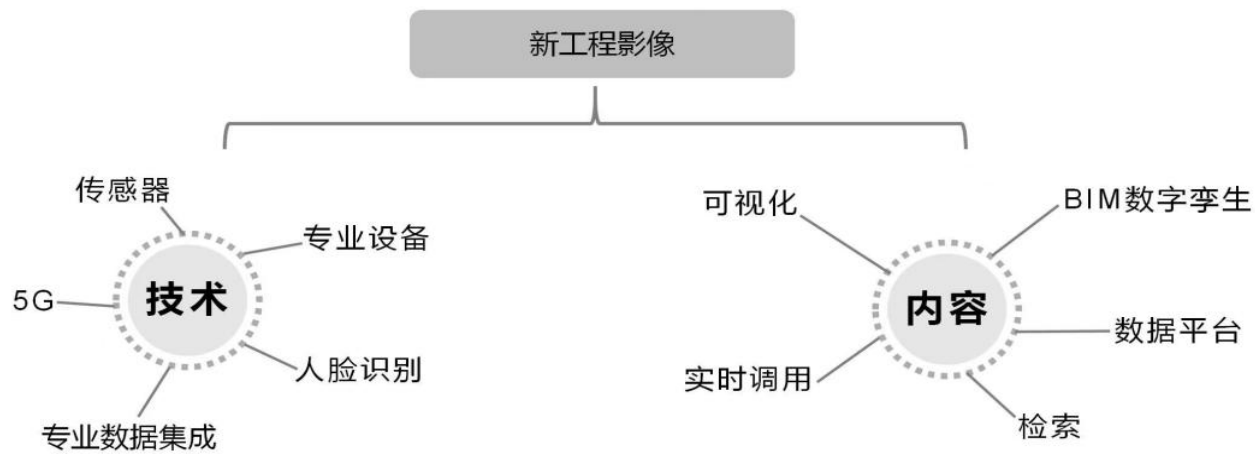 新工程影像
传感器
专业设备
5G
技术
人脸识别
专业数据集成
可视化
BIM数字孪生
内容
数据平台
实时调用
检索